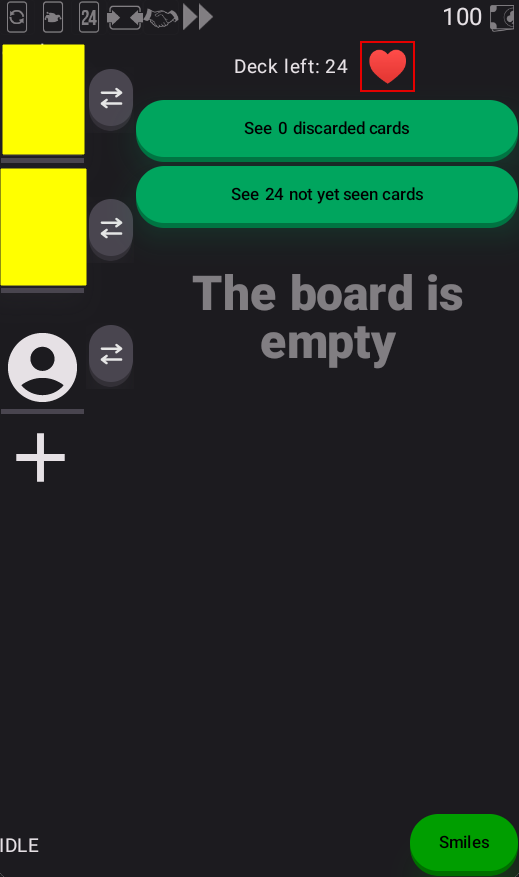 24
100
Deck left: 24
See 0 discarded cards
See 24 not yet seen cards
The board is
empty
IDLE
Smiles